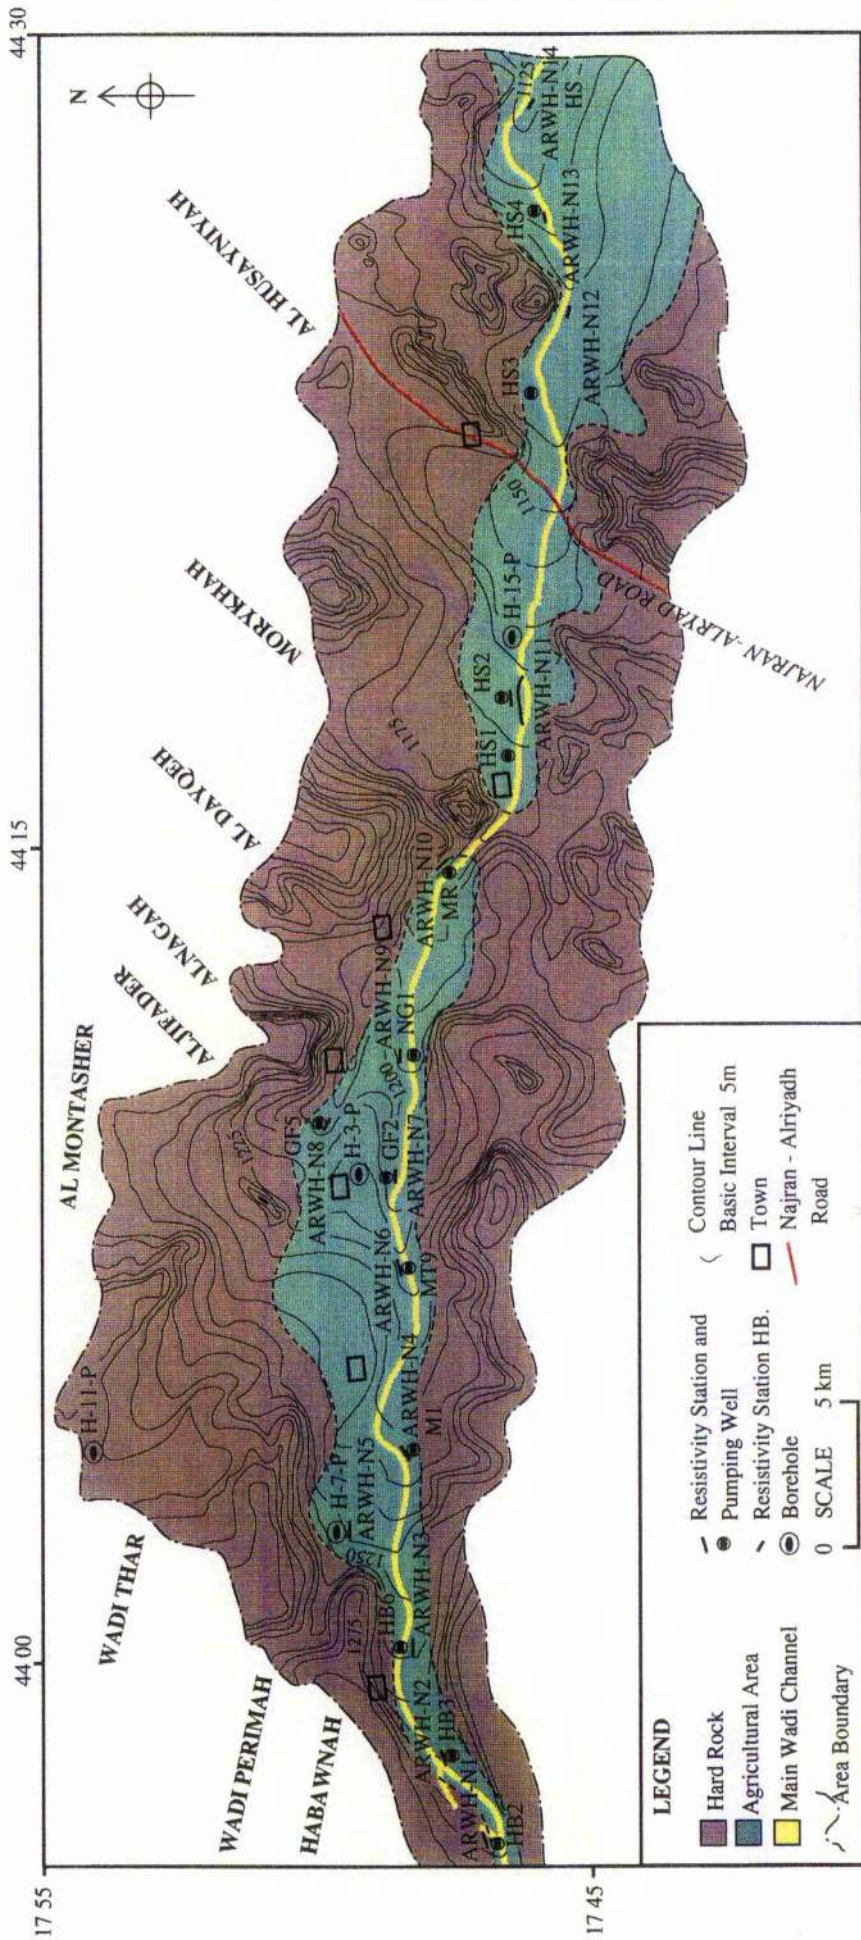 44 00
44 15
44 30
17 55
17 45
N
WADI PERIMAH
HABAWNAH
WADI THAR
AL MONTASHER
ALJIFADER
ALNAGAH
AL DAYQEH
MORYKHAH
AL HUSAYNIYAH
H-11-P
1225
1275
1250
1200
1175
1150
1125
HB2
ARWH-N1
HB3
ARWH-N2
HB6
ARWH-N3
H-7-P
ARWH-N5
ARWH-N4
M1
ARWH-N6
MT9
GF5
ARWH-N8
H-3-P
GF2
ARWH-N7
ARWH-N9
NG1
ARWH-N10
MR
HS1
HS2
ARWH-N11
H-15-P
NAJRAN-ALRYAD ROAD
HS3
ARWH-N12
HS4
ARWH-N13
ARWH-N14
HS
LEGEND
Hard Rock
Agricultural Area
Main Wadi Channel
Area Boundary
Resistivity Station and
Pumping Well
Resistivity Station HB.
Borehole
0 SCALE 5 km
Contour Line
Basic Interval 5m
Town
Najran - Alriyadh
Road